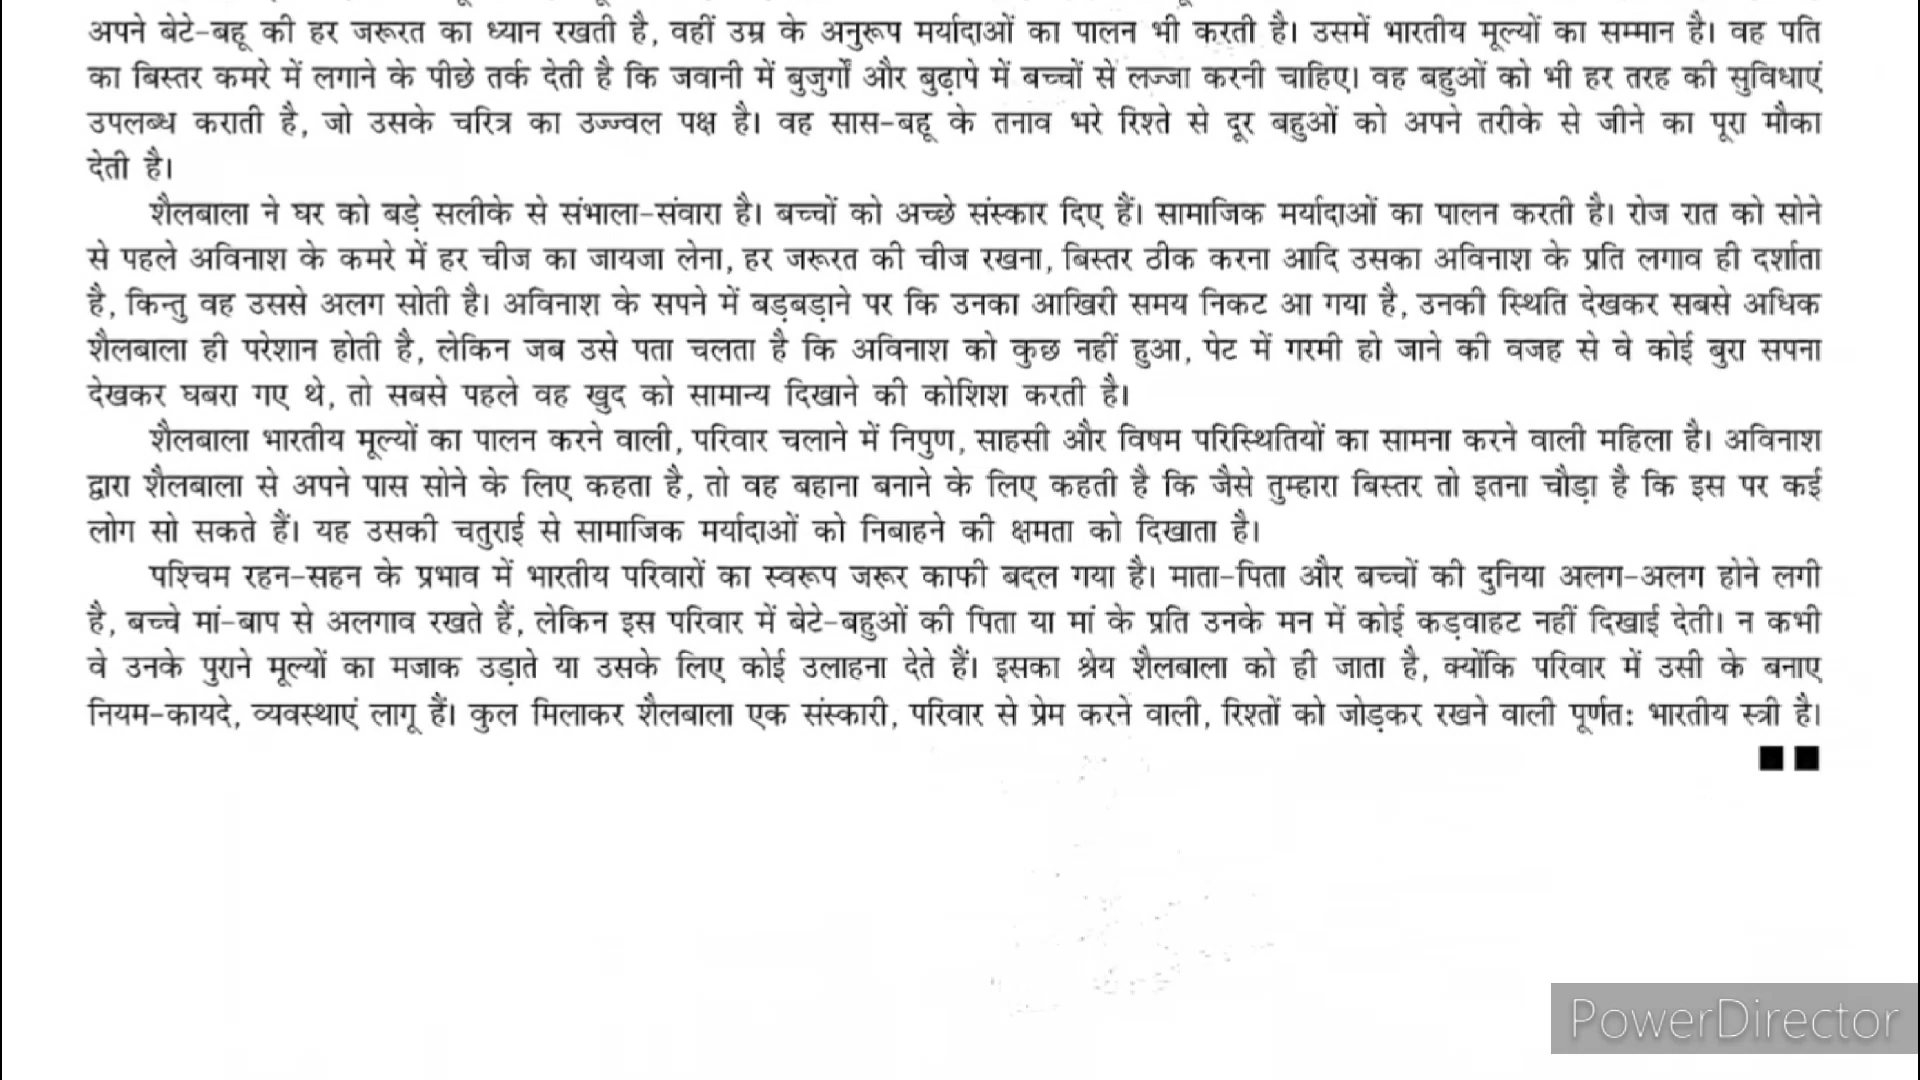 अपने बेटे-बहू की हर जरूरत का ध्यान रखती है, वहीं उम्र के अनुरूप मर्यादाओं का पालन भी करती है। उसमें भारतीय मूल्यों का सम्मान है। वह पति
का बिस्तर कमरे में लगाने के पीछे तर्क देती है कि जवानी में बुजुर्गों और बुढ़ापे में बच्चों से लज्जा करनी चाहिए। वह बहुओं को भी हर तरह की सुविधाएं
उपलब्ध कराती है, जो उसके चरित्र का उज्ज्वल पक्ष है। वह सास-बहू के तनाव भरे रिश्ते से दूर बहुओं को अपने तरीके से जीने का पूरा मौका
देती है।
शैलबाला ने घर को बड़े सलीके से संभाला-संवारा है। बच्चों को अच्छे संस्कार दिए हैं। सामाजिक मर्यादाओं का पालन करती है। रोज रात को सोने
से पहले अविनाश के कमरे में हर चीज का जायजा लेना, हर जरूरत की चीज रखना, बिस्तर ठीक करना आदि उसका अविनाश के प्रति लगाव ही दर्शाता
है, किन्तु वह उससे अलग सोती है। अविनाश के सपने में बड़बड़ाने पर कि उनका आखिरी समय निकट आ गया है, उनकी स्थिति देखकर सबसे अधिक
शैलबाला ही परेशान होती है, लेकिन जब उसे पता चलता है कि अविनाश को कुछ नहीं हुआ, पेट में गरमी हो जाने की वजह से वे कोई बुरा सपना
देखकर घबरा गए थे, तो सबसे पहले वह खुद को सामान्य दिखाने की कोशिश करती है।
शैलबाला भारतीय मूल्यों का पालन करने वाली, परिवार चलाने में निपुण, साहसी और विषम परिस्थितियों का सामना करने वाली महिला है। अविनाश
द्वारा शैलबाला से अपने पास सोने के लिए कहता है, तो वह बहाना बनाने के लिए कहती है कि जैसे तुम्हारा बिस्तर तो इतना चौड़ा है कि इस पर कई
लोग सो सकते हैं। यह उसकी चतुराई से सामाजिक मर्यादाओं को निबाहने की क्षमता को दिखाता है।
पश्चिम रहन-सहन के प्रभाव में भारतीय परिवारों का स्वरूप जरूर काफी बदल गया है। माता-पिता और बच्चों की दुनिया अलग-अलग होने लगी
है, बच्चे मां-बाप से अलगाव रखते हैं, लेकिन इस परिवार में बेटे-बहुओं की पिता या मां के प्रति उनके मन में कोई कड़वाहट नहीं दिखाई देती। न कभी
वे उनके पुराने मूल्यों का मजाक उड़ाते या उसके लिए कोई उलाहना देते हैं। इसका श्रेय शैलबाला को ही जाता है, क्योंकि परिवार में उसी के बनाए
नियम-कायदे, व्यवस्थाएं लागू हैं। कुल मिलाकर शैलबाला एक संस्कारी, परिवार से प्रेम करने वाली, रिश्तों को जोड़कर रखने वाली पूर्णतः भारतीय स्त्री है।
PowerDirector